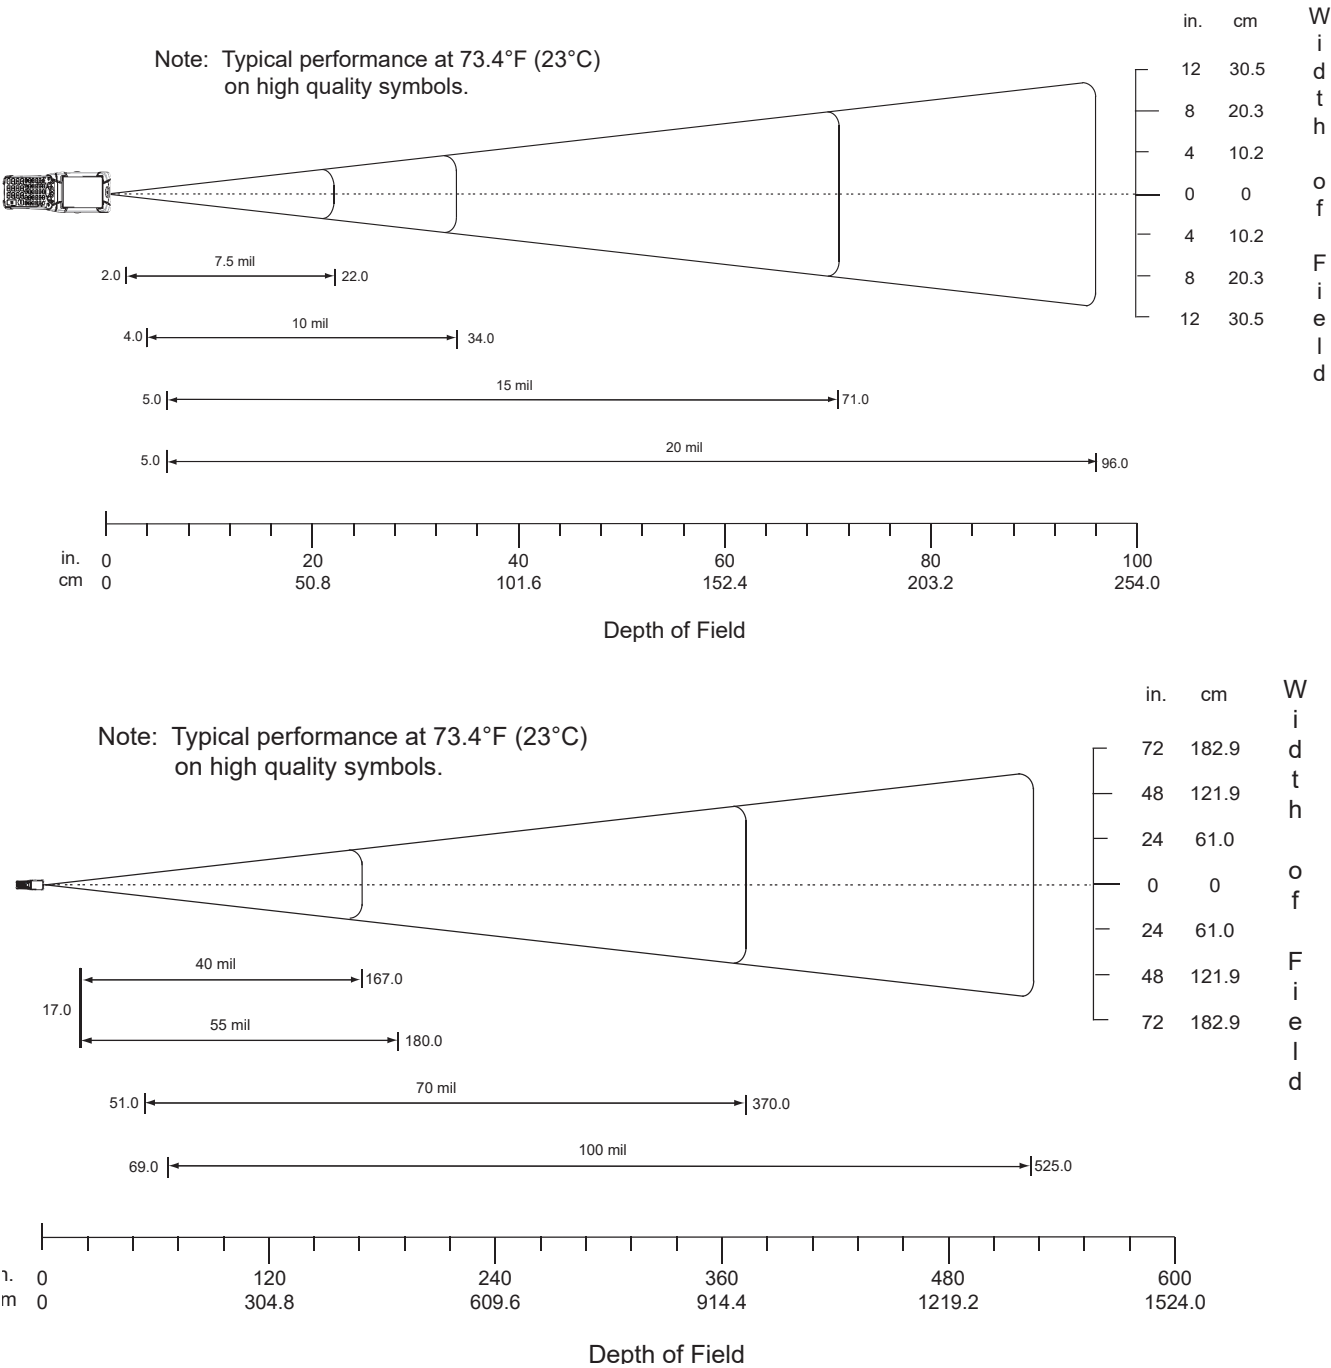 in. cm
Note: Typical performance at 73.4°F (23°C)
on high quality symbols.
12 30.5
8 20.3
4 10.2
0 0
4 10.2
8 20.3
12 30.5
Width of Field
7.5 mil
2.0 22.0
10 mil
4.0 34.0
15 mil
5.0 71.0
20 mil
5.0 96.0
in. 0 20 40 60 80 100
cm 0 50.8 101.6 152.4 203.2 254.0
Depth of Field
in. cm
Note: Typical performance at 73.4°F (23°C)
on high quality symbols.
72 182.9
48 121.9
24 61.0
0 0
24 61.0
48 121.9
72 182.9
Width of Field
40 mil
167.0
17.0
55 mil
180.0
70 mil
51.0 370.0
100 mil
69.0 525.0
n. 0 120 240 360 480 600
m 0 304.8 609.6 914.4 1219.2 1524.0
Depth of Field